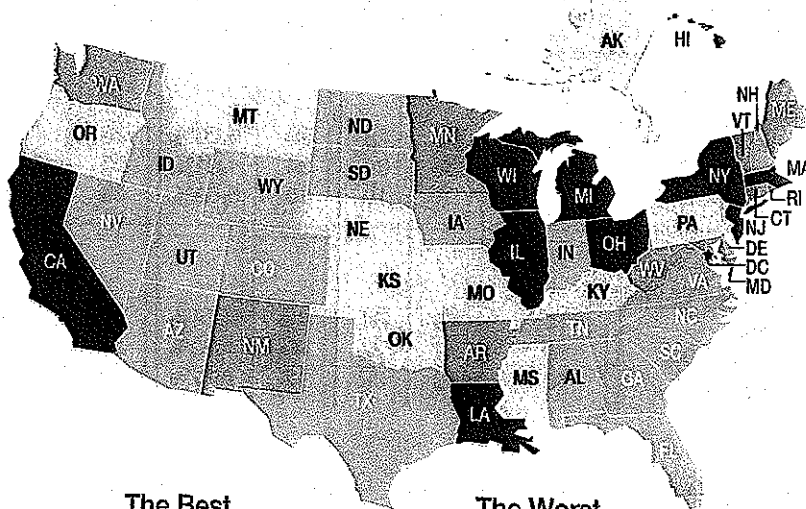 AK
HI
WA
MT
ND
MN
NH
VT
ME
OR
ID
WY
SD
WI
MI
NY
MA
RI
CT
NJ
NV
UT
CO
NE
IA
IL
IN
OH
PA
DE
DC
MD
CA
KS
MO
KY
WV
VA
AZ
NM
OK
AR
TN
NC
SC
TX
LA
MS
AL
GA
FL
The Best
The Worst